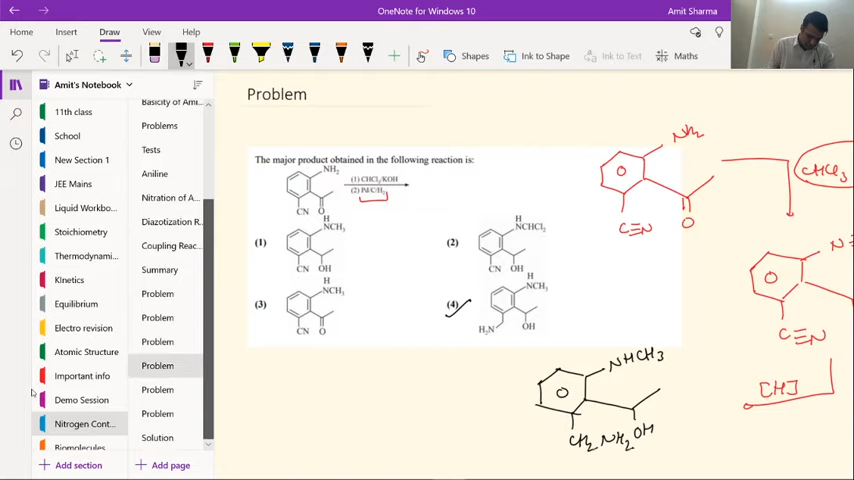 OneNote for Windows 10
Amit Sharma
Home
Insert
Draw
View
Help
Shapes
Ink to Shape
Ink to Text
Maths
Amit's Notebook
11th class
School
New Section 1
JEE Mains
Liquid Workbo...
Stoichiometry
Thermodynami...
KInetics
Equilibrium
Electro revision
Atomic Structure
Important info
Demo Session
Nitrogen Cont...
Biomolecules
Add section
Basicity of Ami...
Problems
Tests
Aniline
Nitration of A...
Diazotization R...
Coupling Reac...
Summary
Problem
Problem
Problem
Problem
Problem
Problem
Solution
Add page
Problem
The major product obtained in the following reaction is:
NH₂
CN
O
(1) CHCl₃/KOH
(2) Pd/C/H₂
(1)
H
NCH₃
CN
OH
(2)
H
NCHCl₂
CN
OH
(3)
H
NCH₃
CN
O
(4)
H
NCH₃
H₂N
OH
NH₂
C≡N
O
CHCl₃
C≡N
[H]
NHCH₃
CH₂NH₂
OH